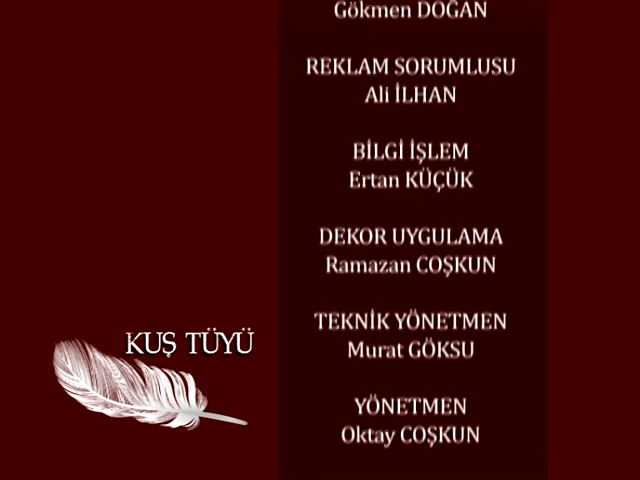 Gökmen DOĞAN
REKLAM SORUMLUSU
Ali İLHAN
BİLGİ İŞLEM
Ertan KÜÇÜK
DEKOR UYGULAMA
Ramazan COŞKUN
TEKNİK YÖNETMEN
Murat GÖKSU
YÖNETMEN
Oktay COŞKUN
KUŞ TÜYÜ